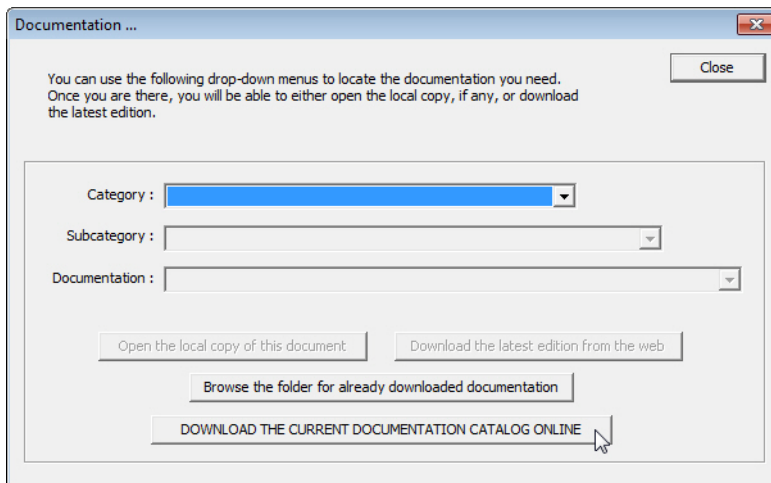 Documentation ...
Close
You can use the following drop-down menus to locate the documentation you need.
Once you are there, you will be able to either open the local copy, if any, or download
the latest edition.
Category :
Subcategory :
Documentation :
Open the local copy of this document
Download the latest edition from the web
Browse the folder for already downloaded documentation
DOWNLOAD THE CURRENT DOCUMENTATION CATALOG ONLINE